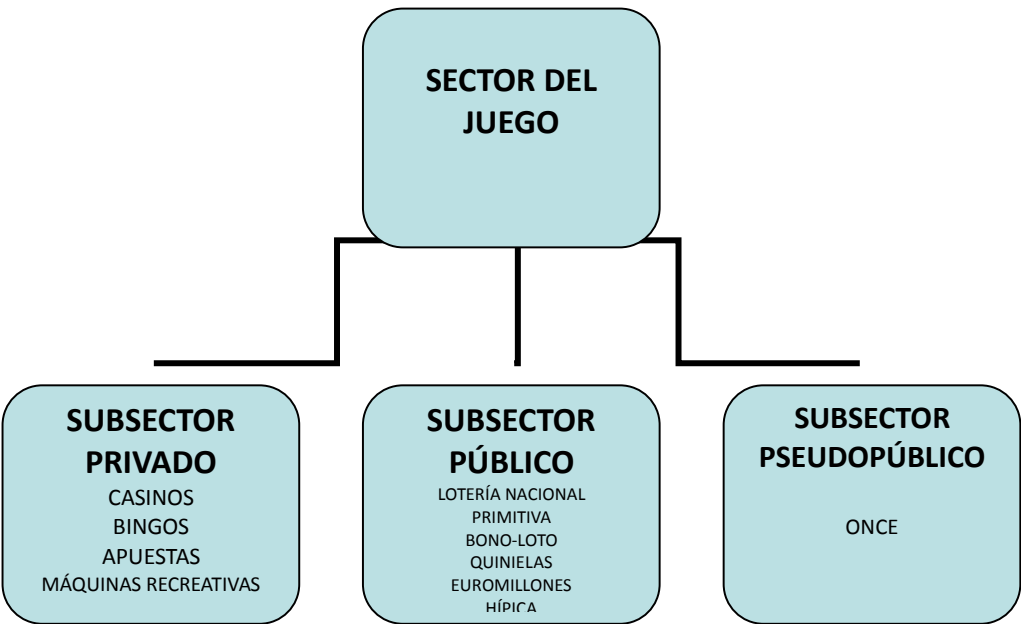 SECTOR DEL
JUEGO
SUBSECTOR
PRIVADO
CASINOS
BINGOS
APUESTAS
MÁQUINAS RECREATIVAS
SUBSECTOR
PÚBLICO
LOTERÍA NACIONAL
PRIMITIVA
BONO-LOTO
QUINIELAS
EUROMILLONES
HÍPICA
SUBSECTOR
PSEUDOPÚBLICO
ONCE